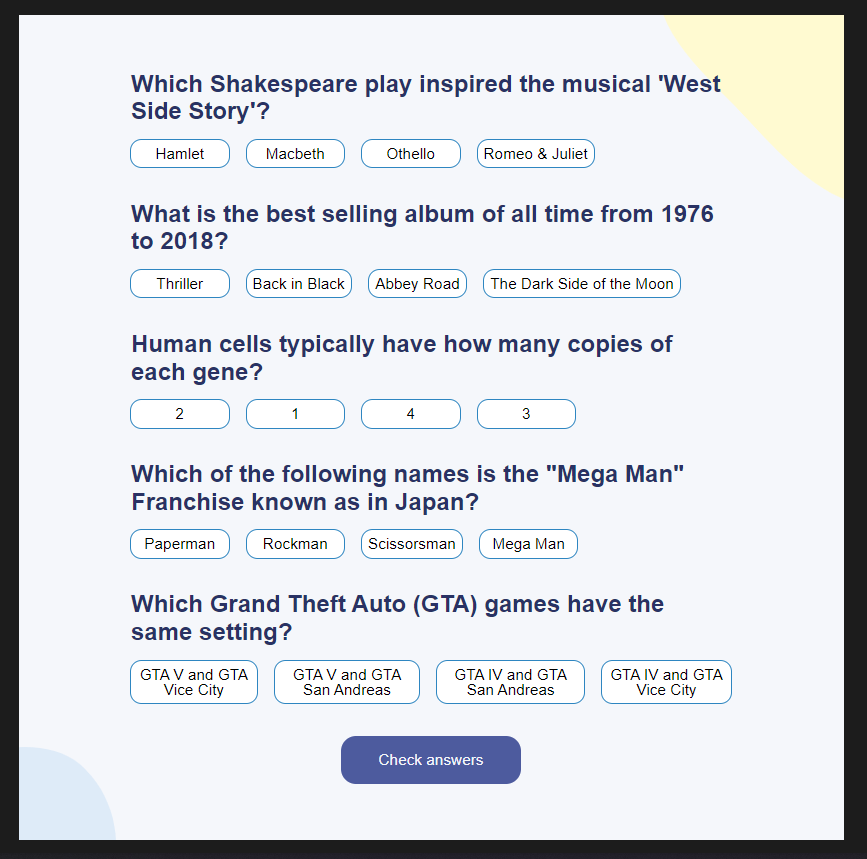 Which Shakespeare play inspired the musical 'West
Side Story'?
Hamlet Macbeth Othello Romeo & Juliet
What is the best selling album of all time from 1976
to 2018?
Thriller Back in Black Abbey Road The Dark Side of the Moon
Human cells typically have how many copies of
each gene?
2 1 4 3
Which of the following names is the "Mega Man"
Franchise known as in Japan?
Paperman Rockman Scissorsman Mega Man
Which Grand Theft Auto (GTA) games have the
same setting?
GTA V and GTA Vice City
GTA V and GTA San Andreas
GTA IV and GTA San Andreas
GTA IV and GTA Vice City
Check answers